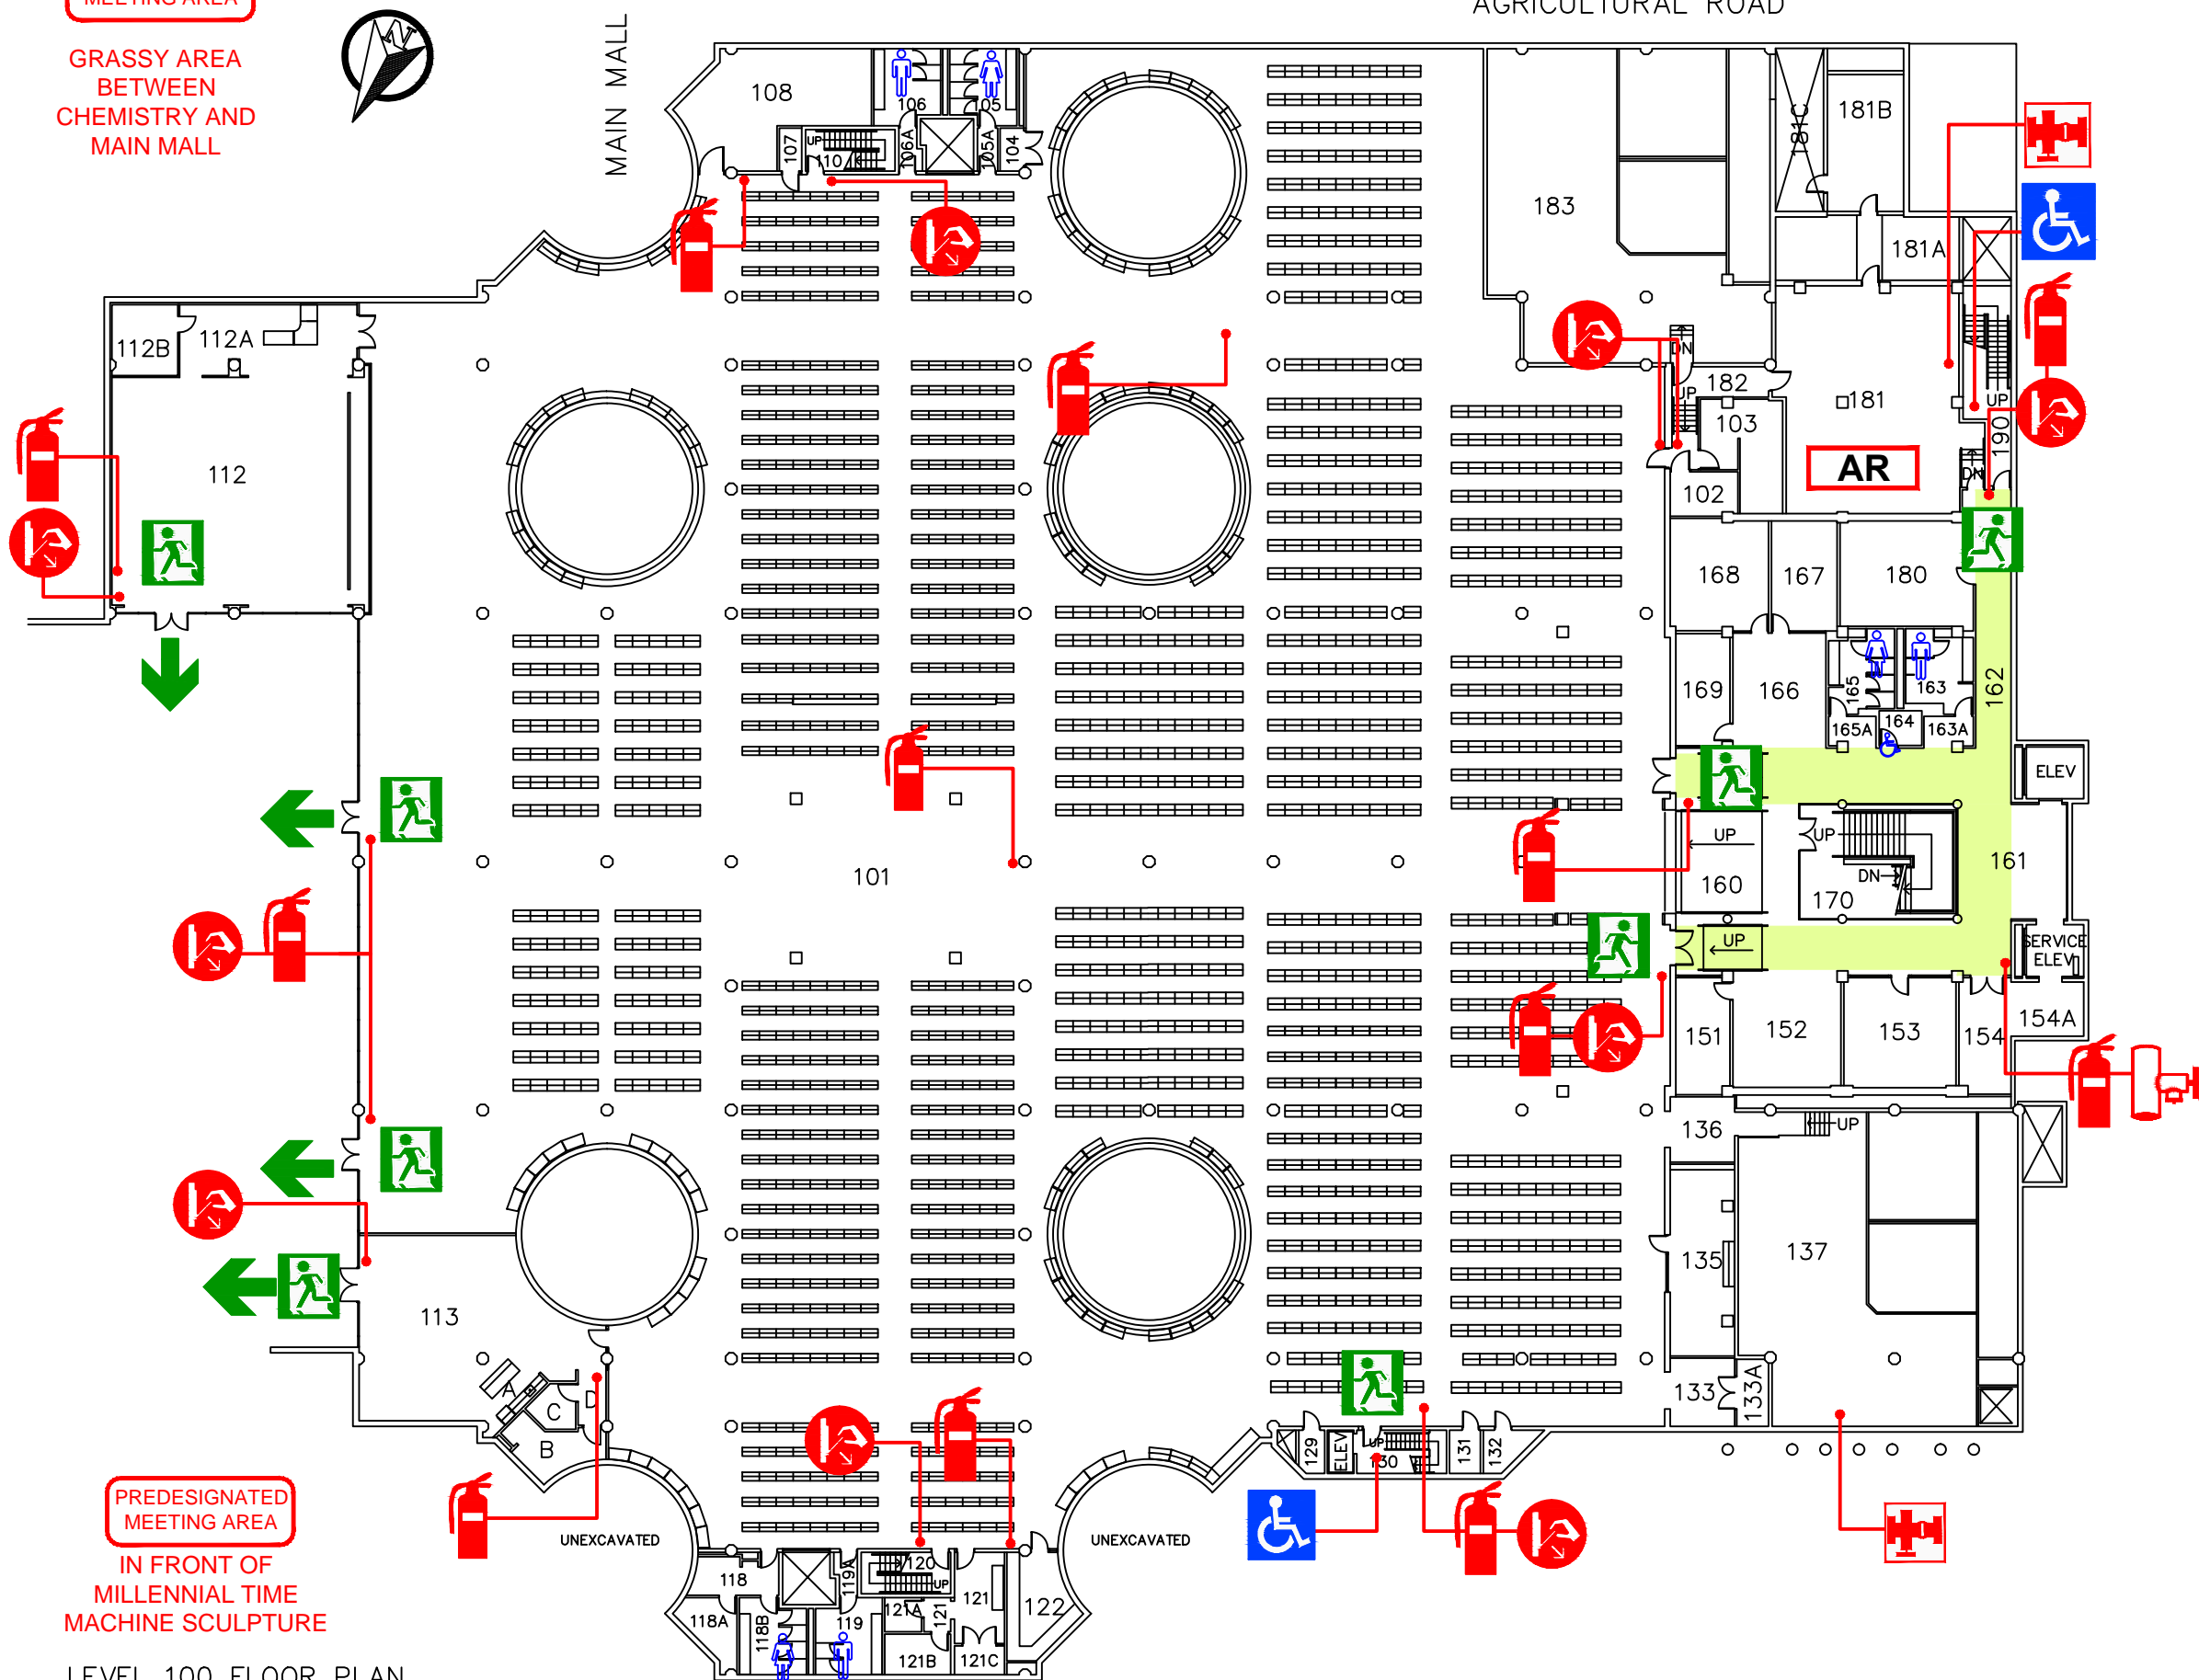 MEETING AREA
GRASSY AREA
BETWEEN
CHEMISTRY AND
MAIN MALL
N
MAIN MALL
AGRICULTURAL ROAD
108
106
105
107
UP
110
106A
105A
104
183
181C
181B
181A
112B
112A
112
DN
182
UP
103
102
181
UP
190
DN
AR
168
167
180
169
166
165
163
165A
164
163A
162
ELEV
UP
160
UP
170
DN
161
UP
SERVICE
ELEV
101
151
152
153
154
154A
136
UP
135
137
133
133A
113
A
B
C
D
129
ELEV
UP
130
131
132
UNEXCAVATED
UNEXCAVATED
118
119A
120
UP
118A
118B
119
121A
121
121
122
121B
121C
PREDESIGNATED
MEETING AREA
IN FRONT OF
MILLENNIAL TIME
MACHINE SCULPTURE
LEVEL 100 FLOOR PLAN